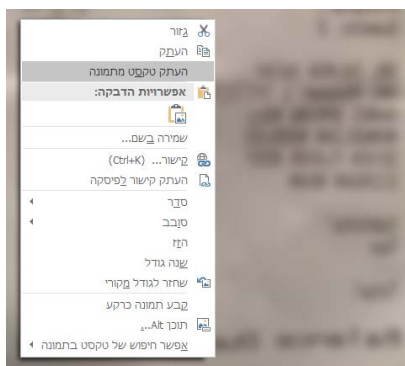 גזור
העתק
העתק טקסט מתמונה
אפשרויות הדבקה:
שמירה בשם...
קישור... (Ctrl+K)
העתק קישור לפיסקה
סדר
סובב
הזז
שנה גודל
שחזר לגודל מקורי
קבע תמונה כרקע
תוכן Alt...
אפשר חיפוש של טקסט בתמונה